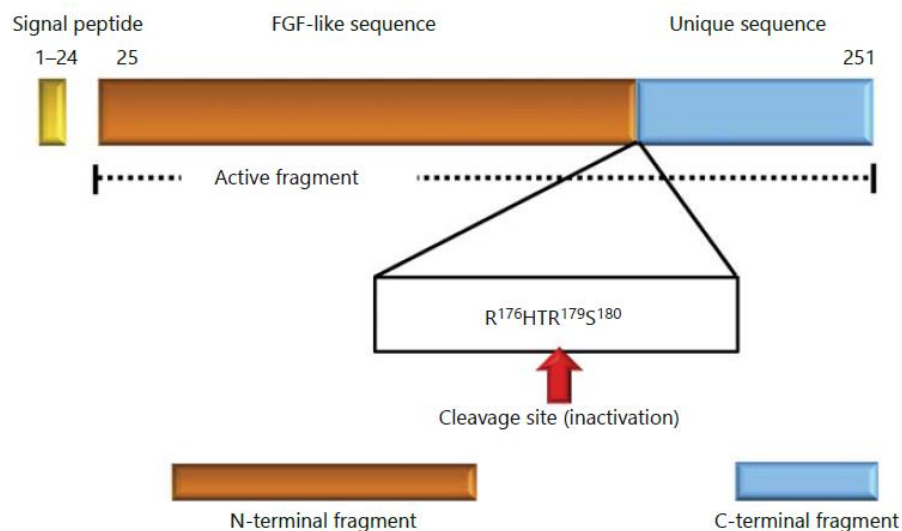 Signal peptide FGF-like sequence Unique sequence
1–24 25 251
Active fragment
R¹⁷⁶HTR¹⁷⁹S¹⁸⁰
Cleavage site (inactivation)
N-terminal fragment C-terminal fragment